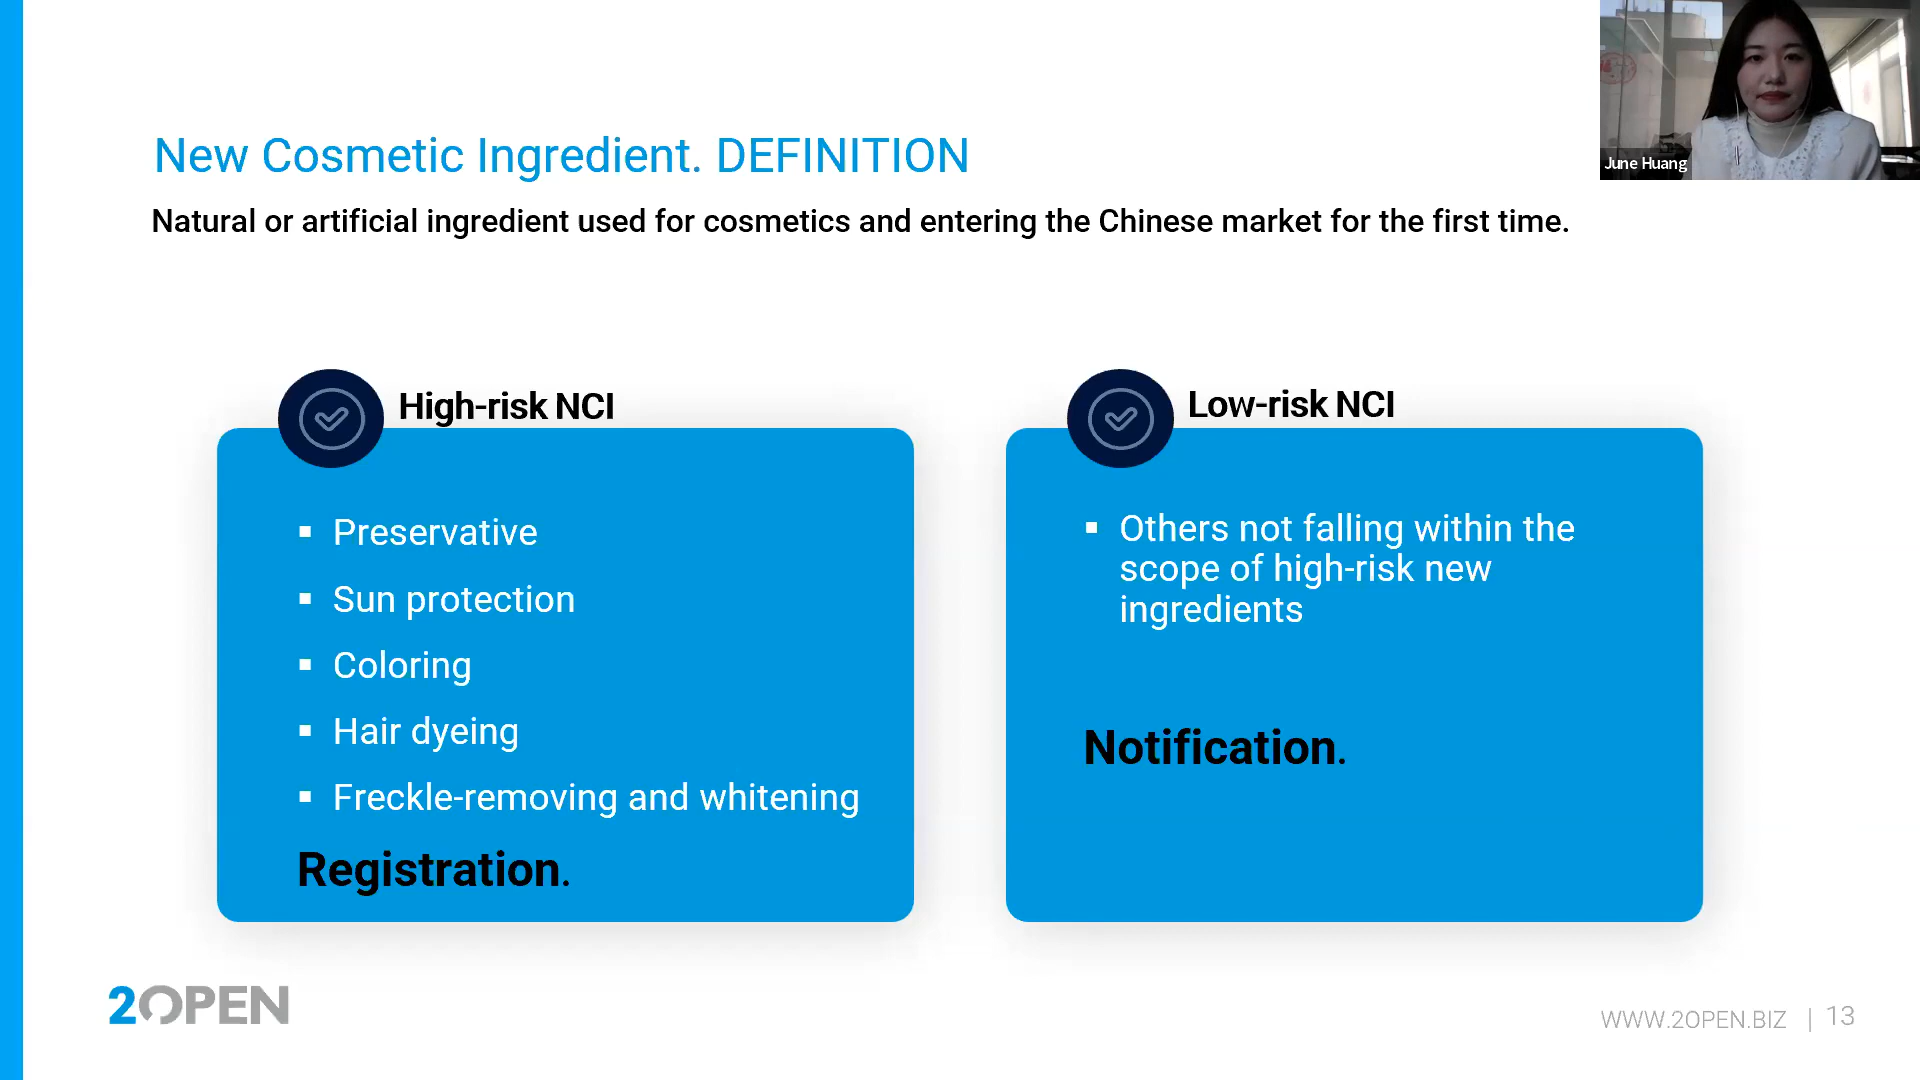 June Huang
New Cosmetic Ingredient. DEFINITION
Natural or artificial ingredient used for cosmetics and entering the Chinese market for the first time.
High-risk NCI
▪ Preservative
▪ Sun protection
▪ Coloring
▪ Hair dyeing
▪ Freckle-removing and whitening
Registration.
Low-risk NCI
▪ Others not falling within the
scope of high-risk new
ingredients
Notification.
2OPEN
WWW.2OPEN.BIZ | 13